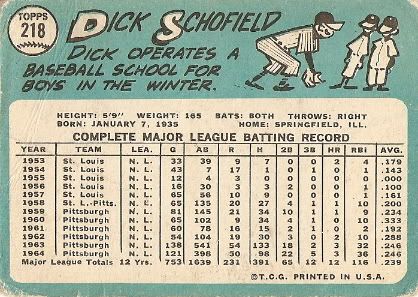 TOPPS
218
DICK SCHOFIELD
DICK OPERATES A
BASEBALL SCHOOL FOR
BOYS IN THE WINTER.
HEIGHT: 5'9" WEIGHT: 165 BATS: BOTH THROWS: RIGHT
BORN: JANUARY 7, 1935 HOME: SPRINGFIELD, ILL.
COMPLETE MAJOR LEAGUE BATTING RECORD
YEAR TEAM LEA. G AB R H 2B 3B HR RBI AVG.
1953 St. Louis N. L. 33 39 9 7 0 0 2 4 .179
1954 St. Louis N. L. 43 7 17 1 0 1 0 1 .143
1955 St. Louis N. L. 12 4 3 0 0 0 0 0 .000
1956 St. Louis N. L. 16 30 3 3 2 0 0 1 .100
1957 St. Louis N. L. 65 56 10 9 0 0 0 1 .161
1958 St. L.-Pitts. N. L. 65 135 20 27 4 1 1 10 .200
1959 Pittsburgh N. L. 81 145 21 34 10 1 1 9 .234
1960 Pittsburgh N. L. 65 102 9 34 4 1 0 10 .333
1961 Pittsburgh N. L. 60 78 16 15 2 1 0 2 .192
1962 Pittsburgh N. L. 54 104 19 30 3 0 2 10 .288
1963 Pittsburgh N. L. 138 541 54 133 18 2 3 32 .246
1964 Pittsburgh N. L. 121 398 50 98 22 5 3 36 .246
Major League Totals 12 Yrs. 753 1639 231 391 65 12 12 116 .239
©T.C.G. PRINTED IN U.S.A.